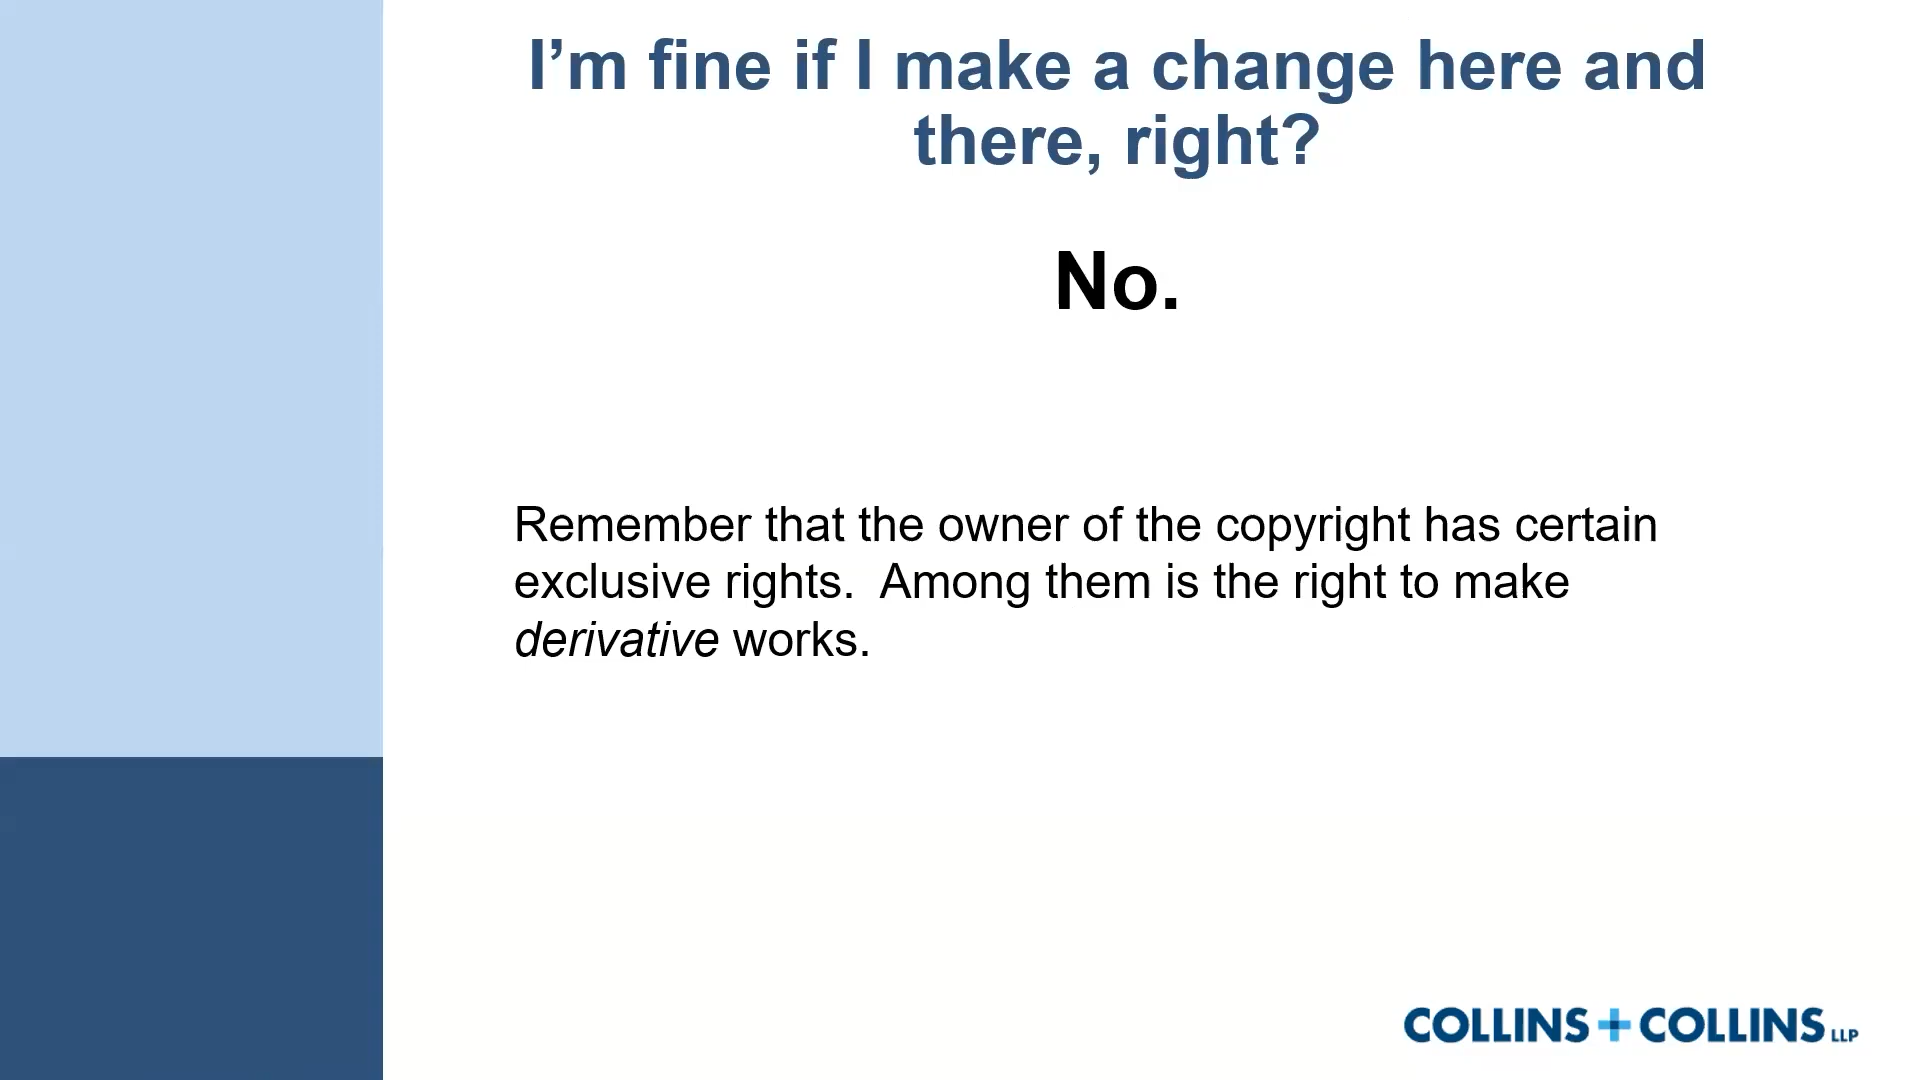 I’m fine if I make a change here and
there, right?
No.
Remember that the owner of the copyright has certain
exclusive rights.  Among them is the right to make
derivative works.
COLLINS + COLLINS LLP